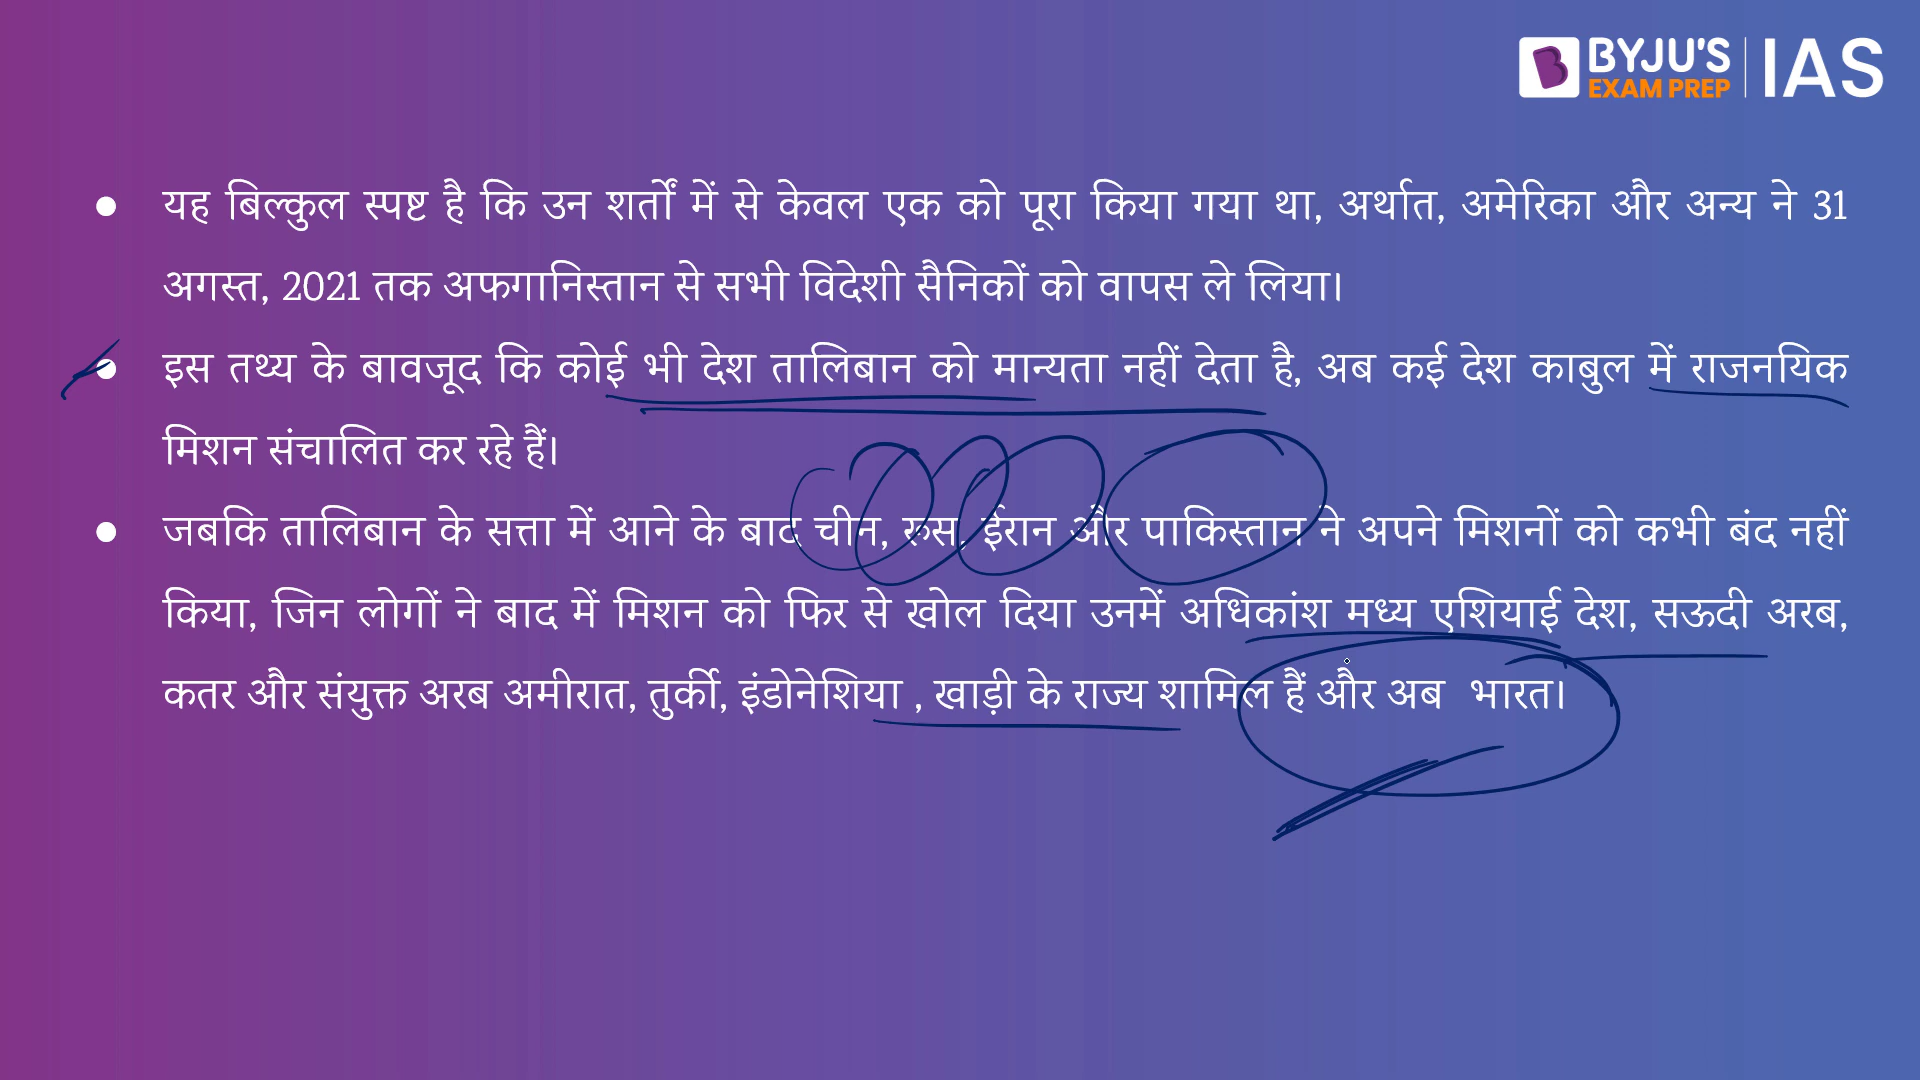 BYJU'S
EXAM PREP
IAS
यह बिल्कुल स्पष्ट है कि उन शर्तों में से केवल एक को पूरा किया गया था, अर्थात, अमेरिका और अन्य ने 31
अगस्त, 2021 तक अफगानिस्तान से सभी विदेशी सैनिकों को वापस ले लिया।
इस तथ्य के बावजूद कि कोई भी देश तालिबान को मान्यता नहीं देता है, अब कई देश काबुल में राजनयिक
मिशन संचालित कर रहे हैं।
जबकि तालिबान के सत्ता में आने के बाद चीन, रुस, ईरान और पाकिस्तान ने अपने मिशनों को कभी बंद नहीं
किया, जिन लोगों ने बाद में मिशन को फिर से खोल दिया उनमें अधिकांश मध्य एशियाई देश, सऊदी अरब,
कतर और संयुक्त अरब अमीरात, तुर्की, इंडोनेशिया , खाड़ी के राज्य शामिल हैं और अब भारत।